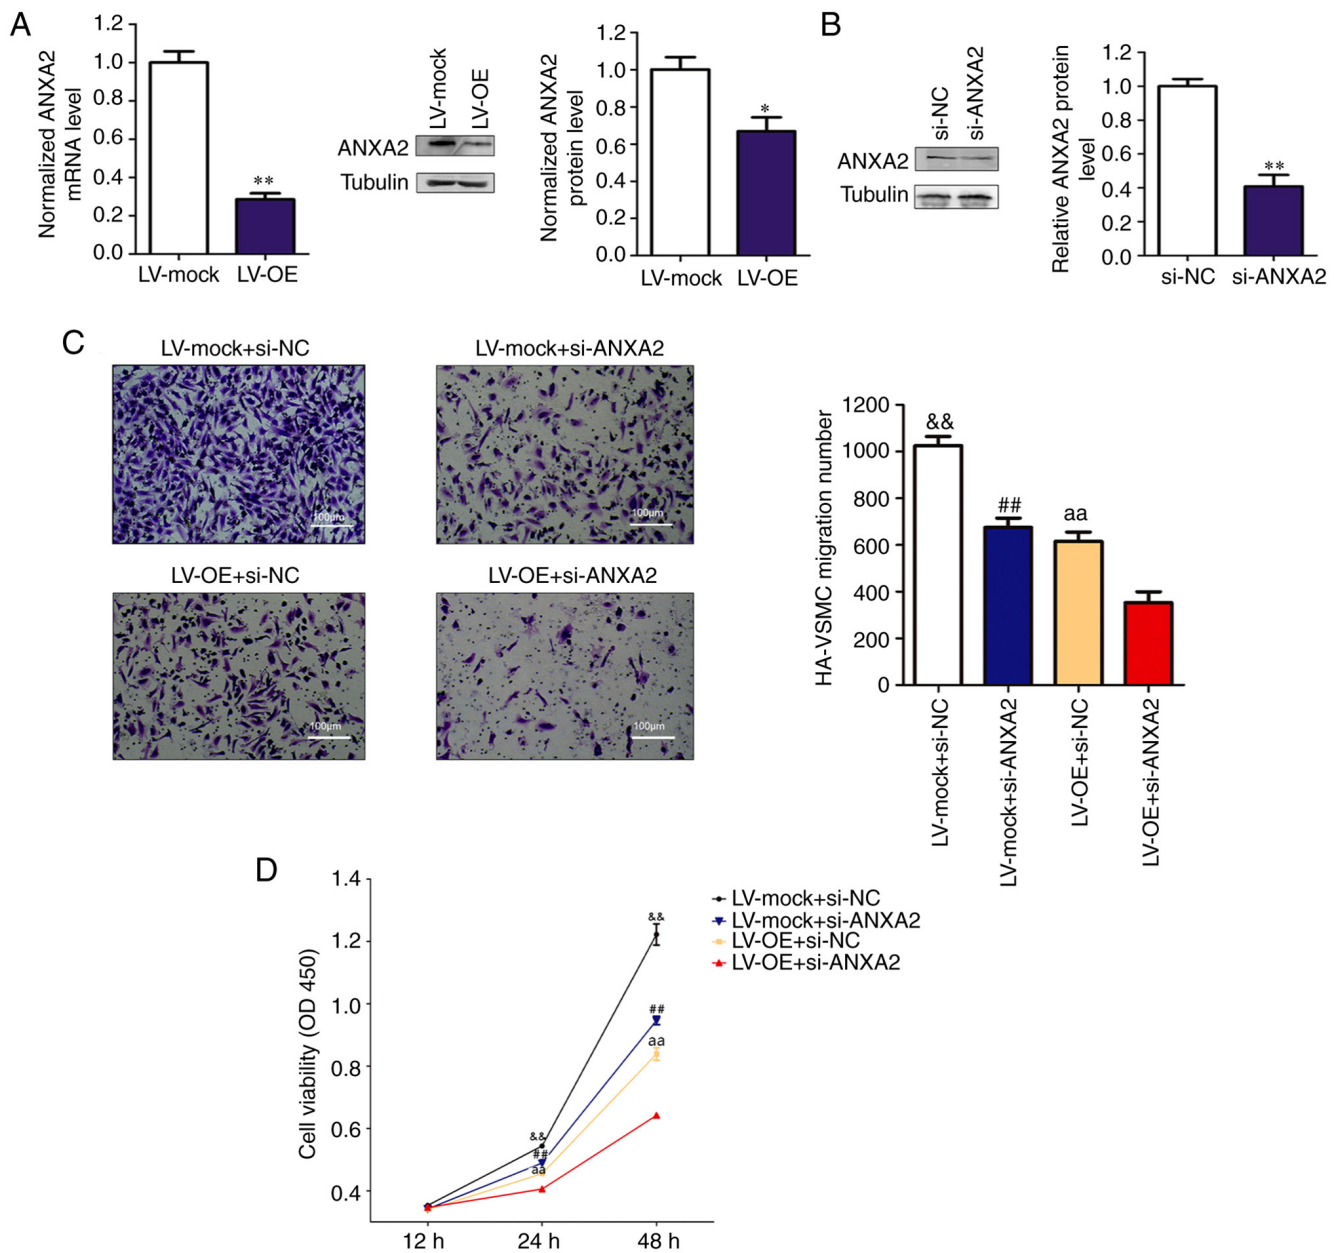 A
Normalized ANXA2
mRNA level
1.2
1.0
0.8
0.6
0.4
0.2
0.0
**
LV-mock
LV-OE
LV-mock
LV-OE
ANXA2
Tubulin
Normalized ANXA2
protein level
1.2
1.0
0.8
0.6
0.4
0.2
0.0
*
LV-mock
LV-OE
B
si-NC
si-ANXA2
ANXA2
Tubulin
Relative ANXA2 protein
level
1.2
1.0
0.8
0.6
0.4
0.2
0.0
**
si-NC
si-ANXA2
C
LV-mock+si-NC
100μm
LV-mock+si-ANXA2
100μm
LV-OE+si-NC
100μm
LV-OE+si-ANXA2
100μm
HA-VSMC migration number
1200
1000
800
600
400
200
0
&&
##
aa
LV-mock+si-NC
LV-mock+si-ANXA2
LV-OE+si-NC
LV-OE+si-ANXA2
D
Cell viability (OD 450)
1.4
1.2
1.0
0.8
0.6
0.4
&&
##
aa
&&
##
aa
12 h
24 h
48 h
LV-mock+si-NC
LV-mock+si-ANXA2
LV-OE+si-NC
LV-OE+si-ANXA2